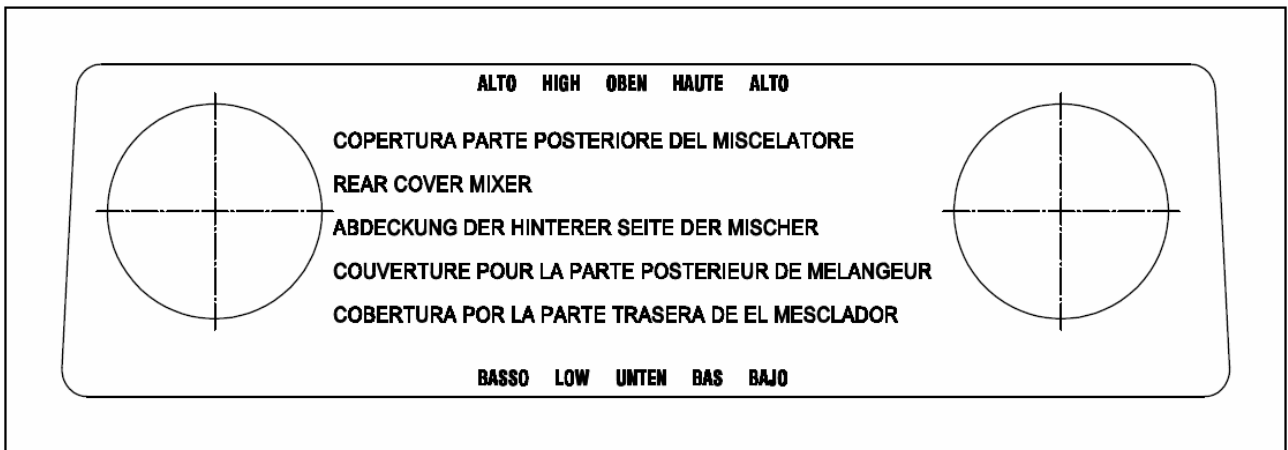 ALTO HIGH OBEN HAUTE ALTO
COPERTURA PARTE POSTERIORE DEL MISCELATORE
REAR COVER MIXER
ABDECKUNG DER HINTERER SEITE DER MISCHER
COUVERTURE POUR LA PARTE POSTERIEUR DE MELANGEUR
COBERTURA POR LA PARTE TRASERA DE EL MESCLADOR
BASSO LOW UNTEN BAS BAJO